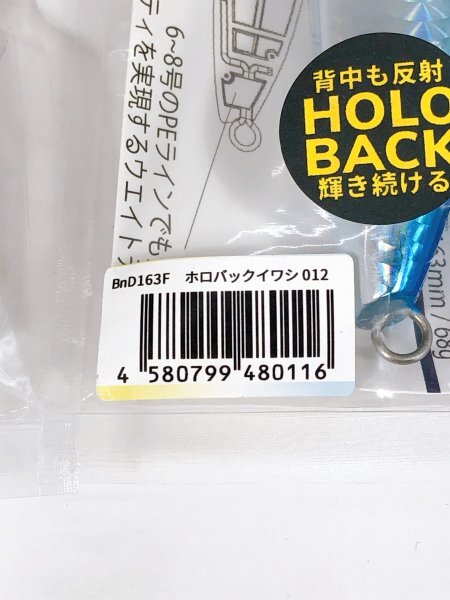 6~8号のPEラインでも
ティを実現するウエイト
背中も反射
HOLO
BACK
輝き続ける
163mm / 68g
BnD163F ホロバックイワシ 012
4 580799 480116